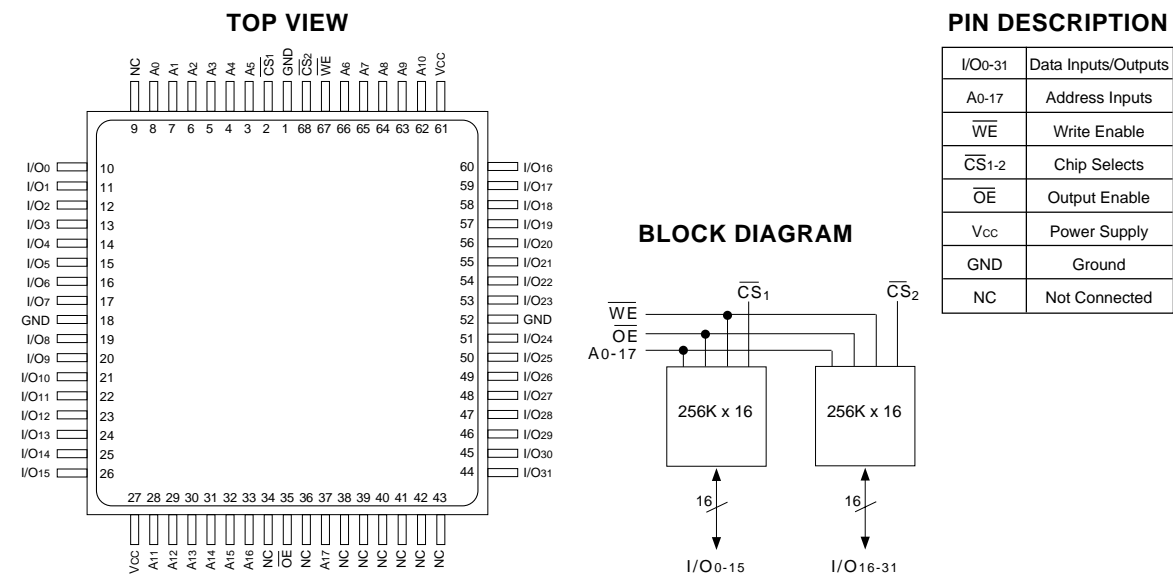 TOP VIEW
NC A0 A1 A2 A3 A4 A5 CS1 GND CS2 WE A6 A7 A8 A9 A10 VCC
9 8 7 6 5 4 3 2 1 68 67 66 65 64 63 62 61
I/O0 10
I/O1 11
I/O2 12
I/O3 13
I/O4 14
I/O5 15
I/O6 16
I/O7 17
GND 18
I/O8 19
I/O9 20
I/O10 21
I/O11 22
I/O12 23
I/O13 24
I/O14 25
I/O15 26
60 I/O16
59 I/O17
58 I/O18
57 I/O19
56 I/O20
55 I/O21
54 I/O22
53 I/O23
52 GND
51 I/O24
50 I/O25
49 I/O26
48 I/O27
47 I/O28
46 I/O29
45 I/O30
44 I/O31
27 28 29 30 31 32 33 34 35 36 37 38 39 40 41 42 43
VCC A11 A12 A13 A14 A15 A16 NC OE NC A17 NC NC NC NC NC NC
BLOCK DIAGRAM
CS1 CS2
WE
OE
A0-17
256K x 16 256K x 16
16 16
I/O0-15 I/O16-31
PIN DESCRIPTION
I/O0-31 Data Inputs/Outputs
A0-17 Address Inputs
WE Write Enable
CS1-2 Chip Selects
OE Output Enable
VCC Power Supply
GND Ground
NC Not Connected